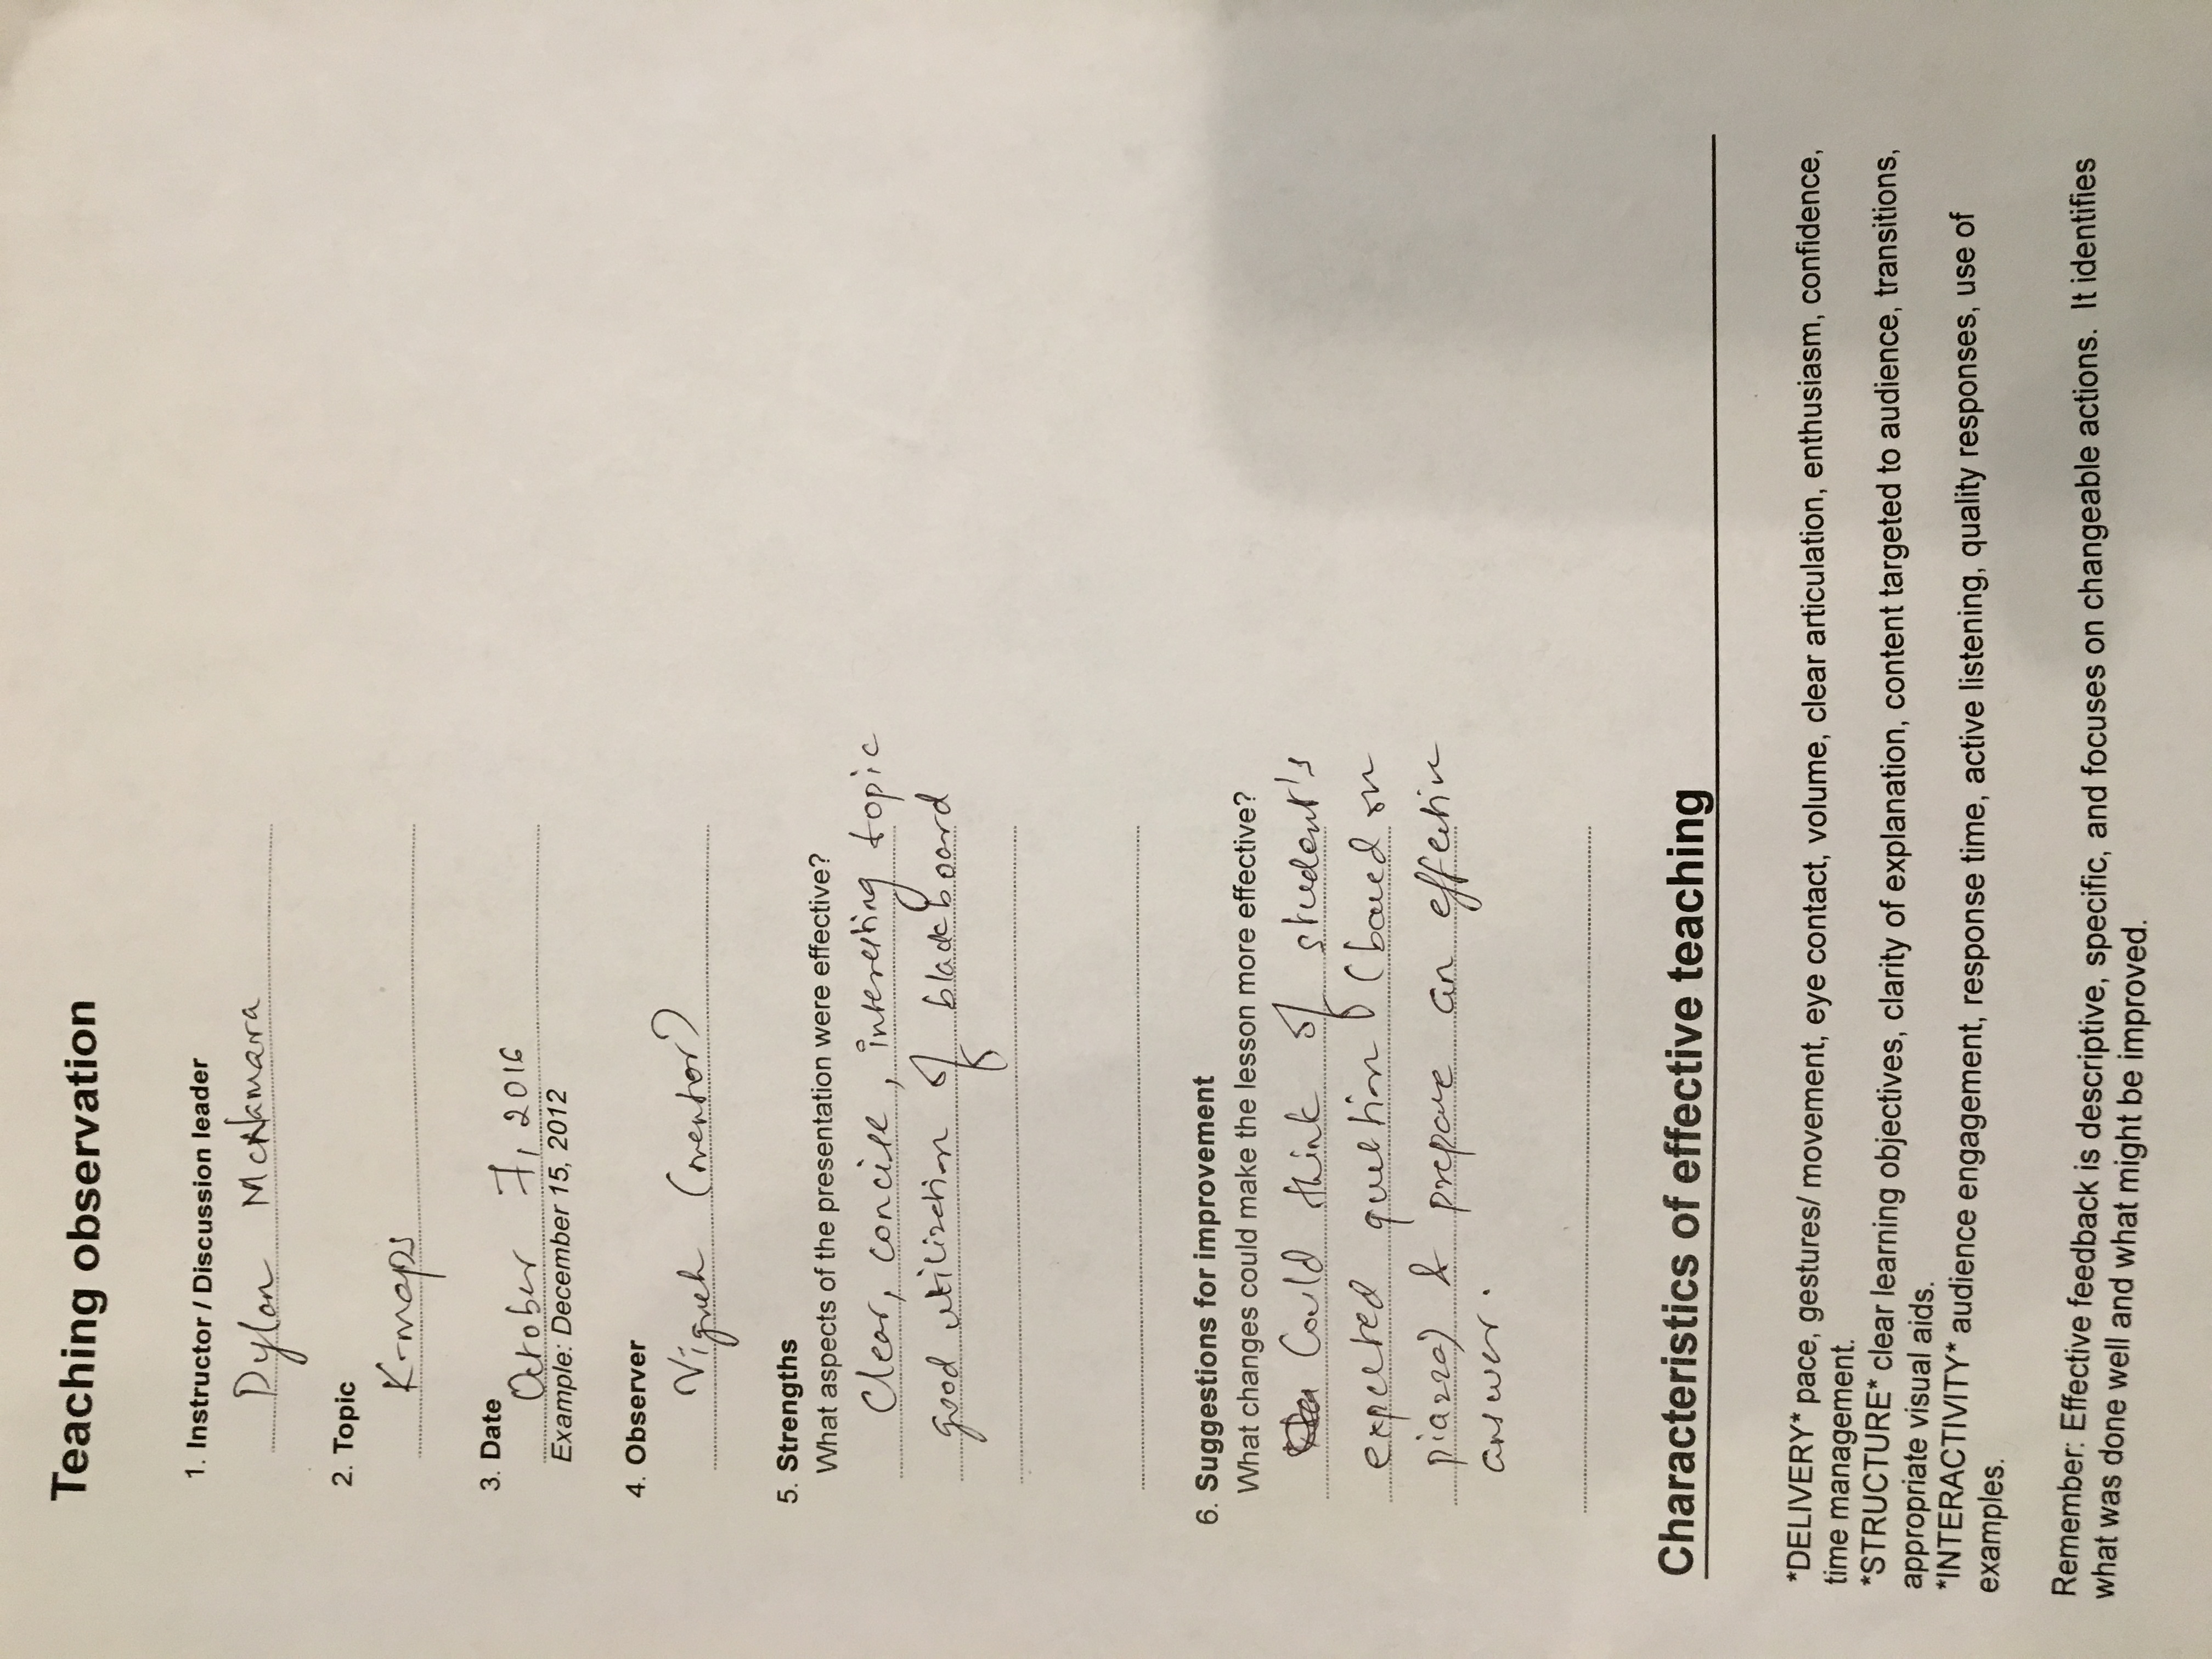 Teaching observation
1. Instructor / Discussion leader
Dylan McNamara
2. Topic
K-maps
3. Date
October 7, 2016
Example: December 15, 2012
4. Observer
Vignesh (mentor?)
5. Strengths
What aspects of the presentation were effective?
Clear, concise, interesting topic
good utilization of blackboard
6. Suggestions for improvement
What changes could make the lesson more effective?
Could think of student's
expected question (based on
piazza) & prepare an effective
answer.
Characteristics of effective teaching
*DELIVERY* pace, gestures/ movement, eye contact, volume, clear articulation, enthusiasm, confidence,
time management.
*STRUCTURE* clear learning objectives, clarity of explanation, content targeted to audience, transitions,
appropriate visual aids.
*INTERACTIVITY* audience engagement, response time, active listening, quality responses, use of
examples.
Remember: Effective feedback is descriptive, specific, and focuses on changeable actions. It identifies
what was done well and what might be improved.